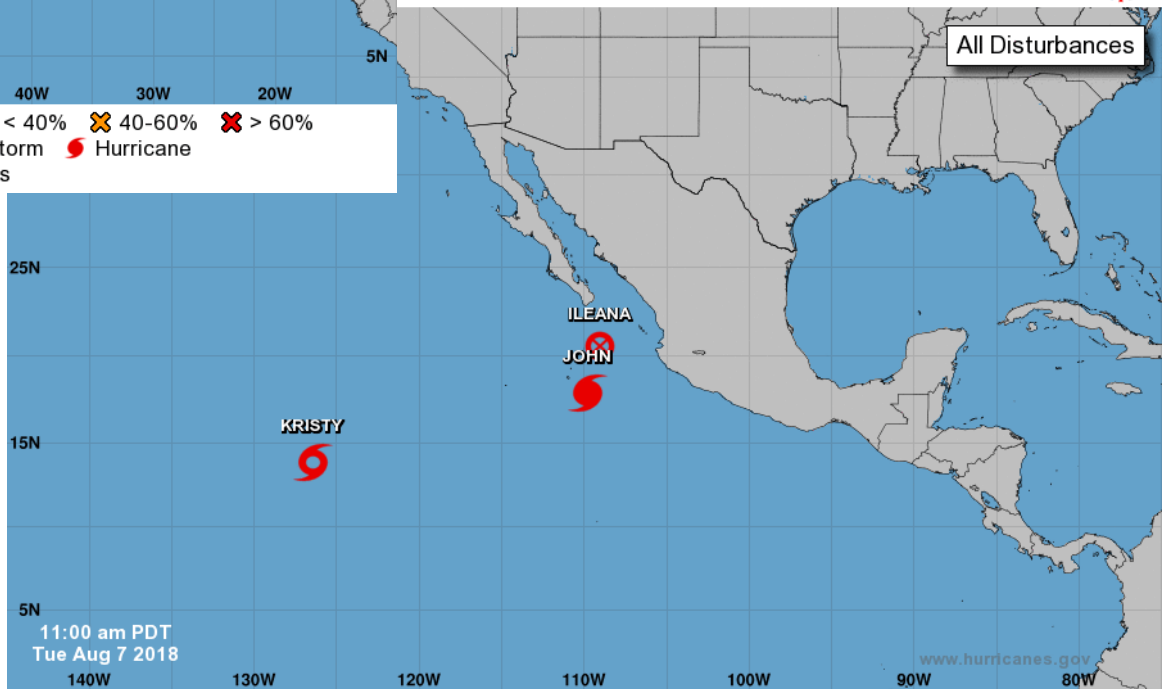 5N
40W 30W 20W
< 40% 40-60% > 60%
torm Hurricane
s
All Disturbances
25N
ILEANA
JOHN
KRISTY
15N
5N
11:00 am PDT
Tue Aug 7 2018
www.hurricanes.gov
140W 130W 120W 110W 100W 90W 80W